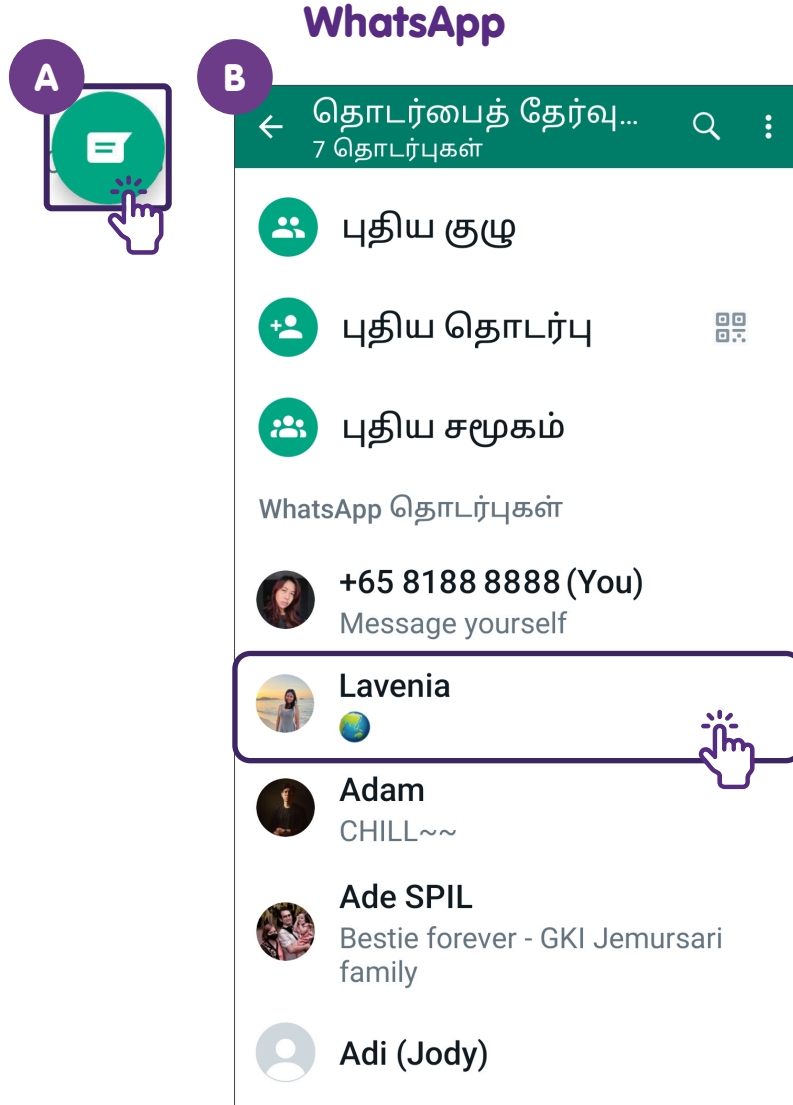 WhatsApp
A
B
தொடர்பைத் தேர்வு...
7 தொடர்புகள்
புதிய குழு
புதிய தொடர்பு
புதிய சமூகம்
WhatsApp தொடர்புகள்
+65 8188 8888 (You)
Message yourself
Lavenia
Adam
CHILL~~
Ade SPIL
Bestie forever - GKI Jemursari
family
Adi (Jody)